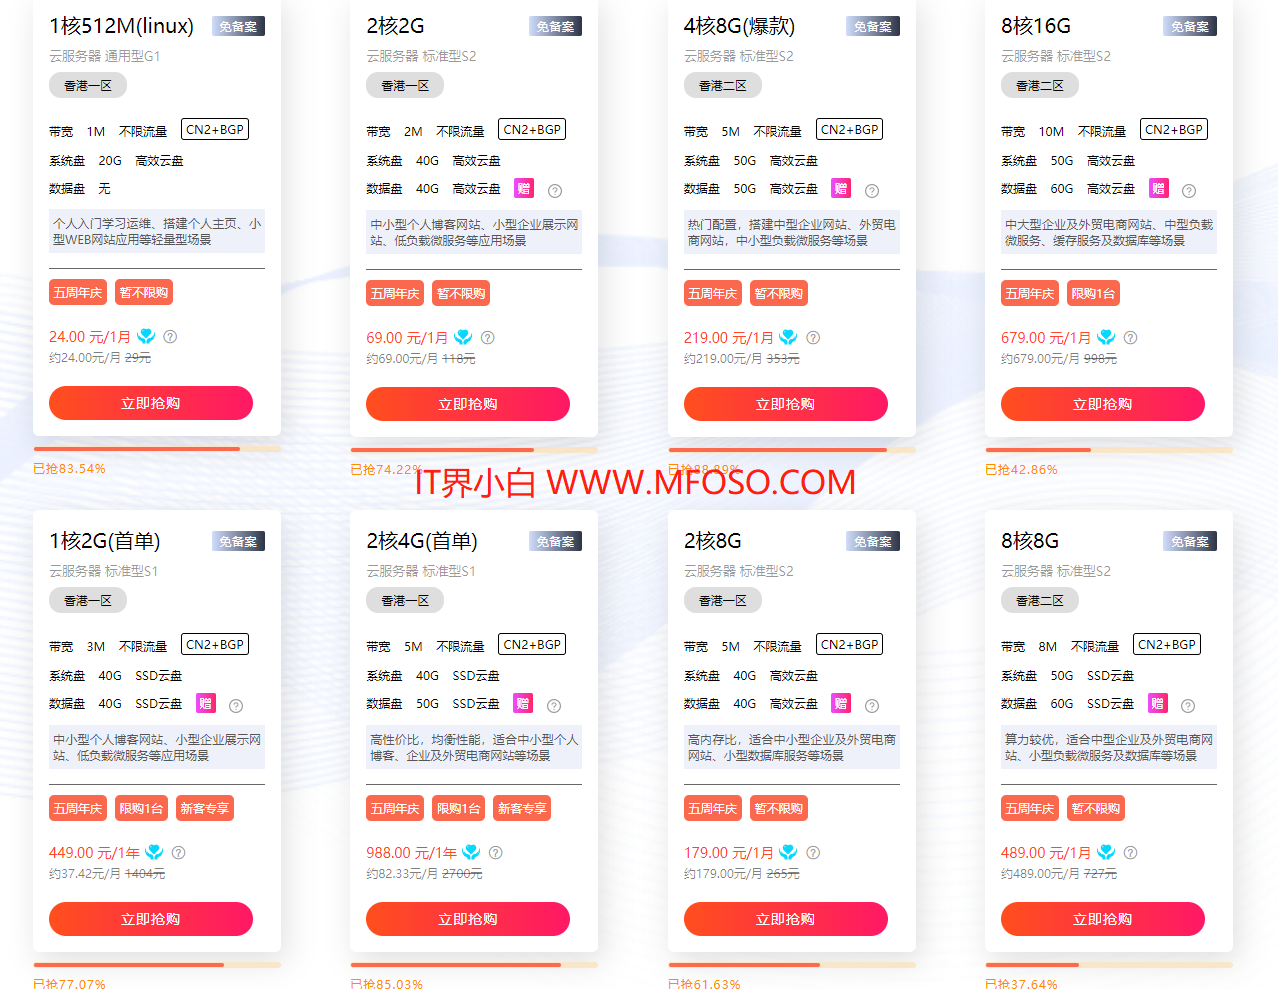 1核512M(linux) 免备案
云服务器 通用型G1
香港一区
带宽 1M 不限流量 CN2+BGP
系统盘 20G 高效云盘
数据盘 无
个人入门学习运维、搭建个人主页、小
型WEB网站应用等轻量型场景
五周年庆 暂不限购
24.00 元/1月 ?
约24.00元/月 29元
立即抢购
已抢83.54%
2核2G 免备案
云服务器 标准型S2
香港一区
带宽 2M 不限流量 CN2+BGP
系统盘 40G 高效云盘
数据盘 40G 高效云盘 赠 ?
中小型个人博客网站、小型企业展示网
站、低负载微服务等应用场景
五周年庆 暂不限购
69.00 元/1月 ?
约69.00元/月 118元
立即抢购
已抢74.22%
4核8G(爆款) 免备案
云服务器 标准型S2
香港二区
带宽 5M 不限流量 CN2+BGP
系统盘 50G 高效云盘
数据盘 50G 高效云盘 赠 ?
热门配置，搭建中型企业网站、外贸电
商网站，中小型负载微服务等场景
五周年庆 暂不限购
219.00 元/1月 ?
约219.00元/月 353元
立即抢购
已抢88.89%
8核16G 免备案
云服务器 标准型S2
香港二区
带宽 10M 不限流量 CN2+BGP
系统盘 50G 高效云盘
数据盘 60G 高效云盘 赠 ?
中大型企业及外贸电商网站、中型负载
微服务、缓存服务及数据库等场景
五周年庆 限购1台
679.00 元/1月 ?
约679.00元/月 998元
立即抢购
已抢42.86%
IT界小白 WWW.MFOSO.COM
1核2G(首单) 免备案
云服务器 标准型S1
香港一区
带宽 3M 不限流量 CN2+BGP
系统盘 40G SSD云盘
数据盘 40G SSD云盘 赠 ?
中小型个人博客网站、小型企业展示网
站、低负载微服务等应用场景
五周年庆 限购1台 新客专享
449.00 元/1年 ?
约37.42元/月 1404元
立即抢购
已抢77.07%
2核4G(首单) 免备案
云服务器 标准型S1
香港一区
带宽 5M 不限流量 CN2+BGP
系统盘 40G SSD云盘
数据盘 50G SSD云盘 赠 ?
高性价比，均衡性能，适合中小型个人
博客、企业及外贸电商网站等场景
五周年庆 限购1台 新客专享
988.00 元/1年 ?
约82.33元/月 2700元
立即抢购
已抢85.03%
2核8G 免备案
云服务器 标准型S2
香港一区
带宽 5M 不限流量 CN2+BGP
系统盘 40G 高效云盘
数据盘 40G 高效云盘 赠 ?
高内存比，适合中小型企业及外贸电商
网站、小型数据库服务等场景
五周年庆 暂不限购
179.00 元/1月 ?
约179.00元/月 265元
立即抢购
已抢61.63%
8核8G 免备案
云服务器 标准型S2
香港二区
带宽 8M 不限流量 CN2+BGP
系统盘 50G SSD云盘
数据盘 60G SSD云盘 赠 ?
算力较优，适合中型企业及外贸电商网
站、小型负载微服务及数据库等场景
五周年庆 暂不限购
489.00 元/1月 ?
约489.00元/月 727元
立即抢购
已抢37.64%